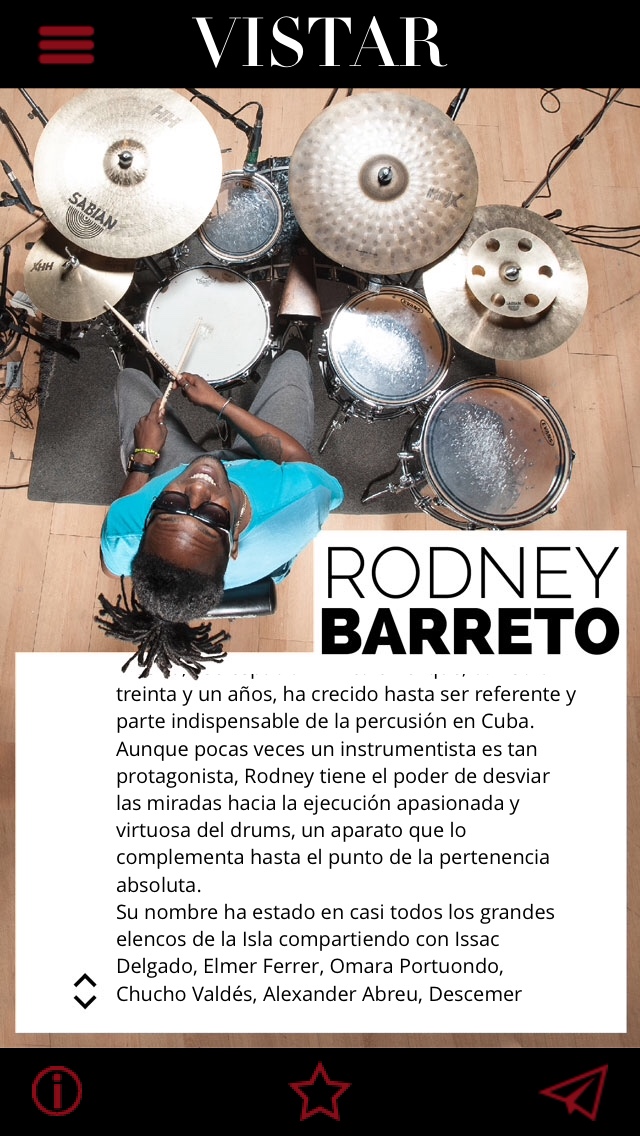 VISTAR
HH
SABIAN
HHX
RODNEY
BARRETO
treinta y un años, ha crecido hasta ser referente y
parte indispensable de la percusión en Cuba.
Aunque pocas veces un instrumentista es tan
protagonista, Rodney tiene el poder de desviar
las miradas hacia la ejecución apasionada y
virtuosa del drums, un aparato que lo
complementa hasta el punto de la pertenencia
absoluta.
Su nombre ha estado en casi todos los grandes
elencos de la Isla compartiendo con Issac
Delgado, Elmer Ferrer, Omara Portuondo,
Chucho Valdés, Alexander Abreu, Descemer